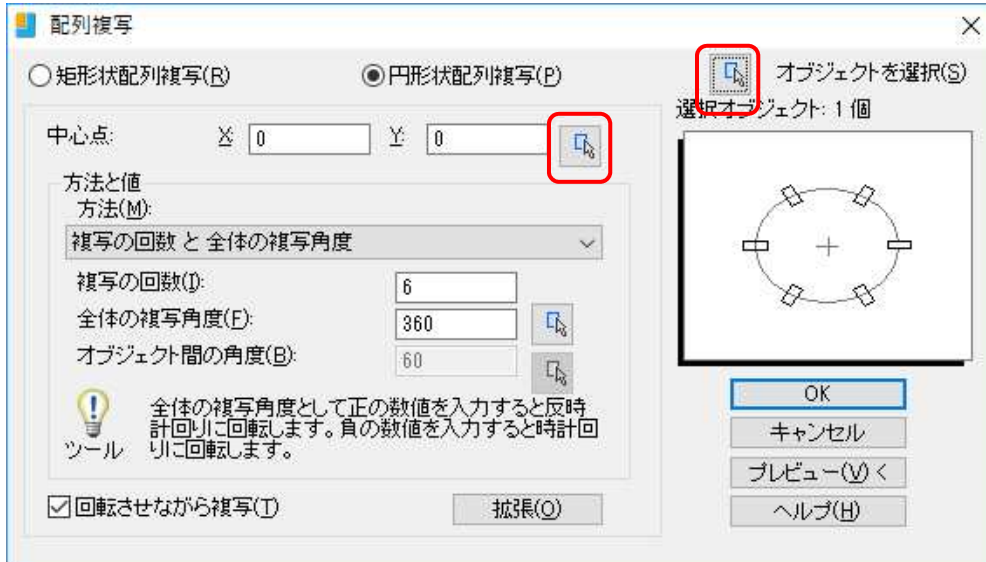 配列複写
矩形状配列複写(R)
円形状配列複写(P)
オブジェクトを選択(S)
選択オブジェクト: 1 個
中心点:
X: 0
Y: 0
方法と値
方法(M):
複写の回数 と 全体の複写角度
複写の回数(I):
6
全体の複写角度(F):
360
オブジェクト間の角度(B):
60
ツール
全体の複写角度として正の数値を入力すると反時
計回りに回転します。負の数値を入力すると時計回
りに回転します。
回転させながら複写(T)
拡張(O)
OK
キャンセル
プレビュー(V) <
ヘルプ(H)